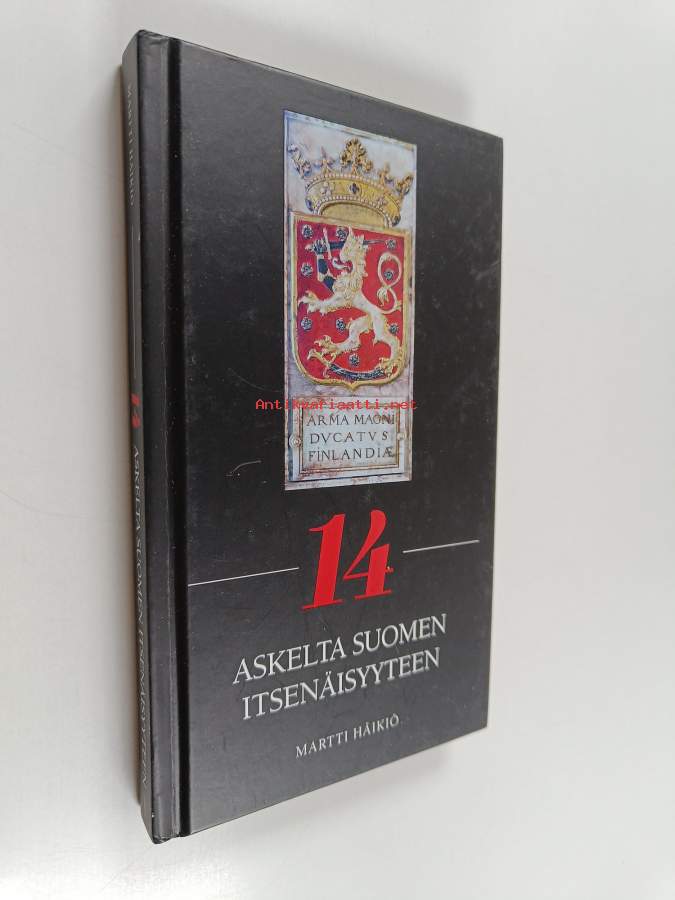 MARTTI HÄIKIÖ
14 ASKELTA SUOMEN ITSENÄISYYTEEN
Antikvariaatti.net
ARMA MAGNI
DVCATVS
FINLANDIÆ
14
ASKELTA SUOMEN
ITSENÄISYYTEEN
MARTTI HÄIKIÖ